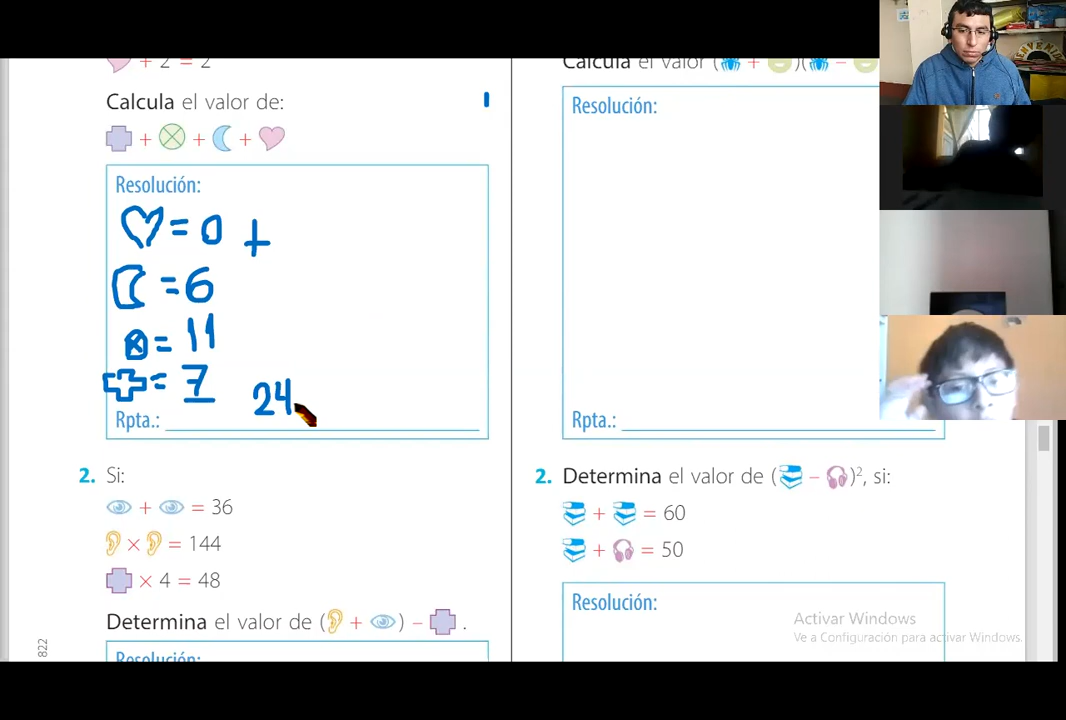 + 2 = 2
Calcula el valor de:
+ + +
Resolución:
= 0 +
= 6
= 11
= 7
24
Rpta.:
2. Si:
+ = 36
× = 144
× 4 = 48
Determina el valor de ( + ) – .
Resolución:
822
Calcula el valor ( + )( –
Resolución:
Rpta.:
2. Determina el valor de ( – )², si:
+ = 60
+ = 50
Resolución:
Activar Windows
Ve a Configuración para activar Windows.